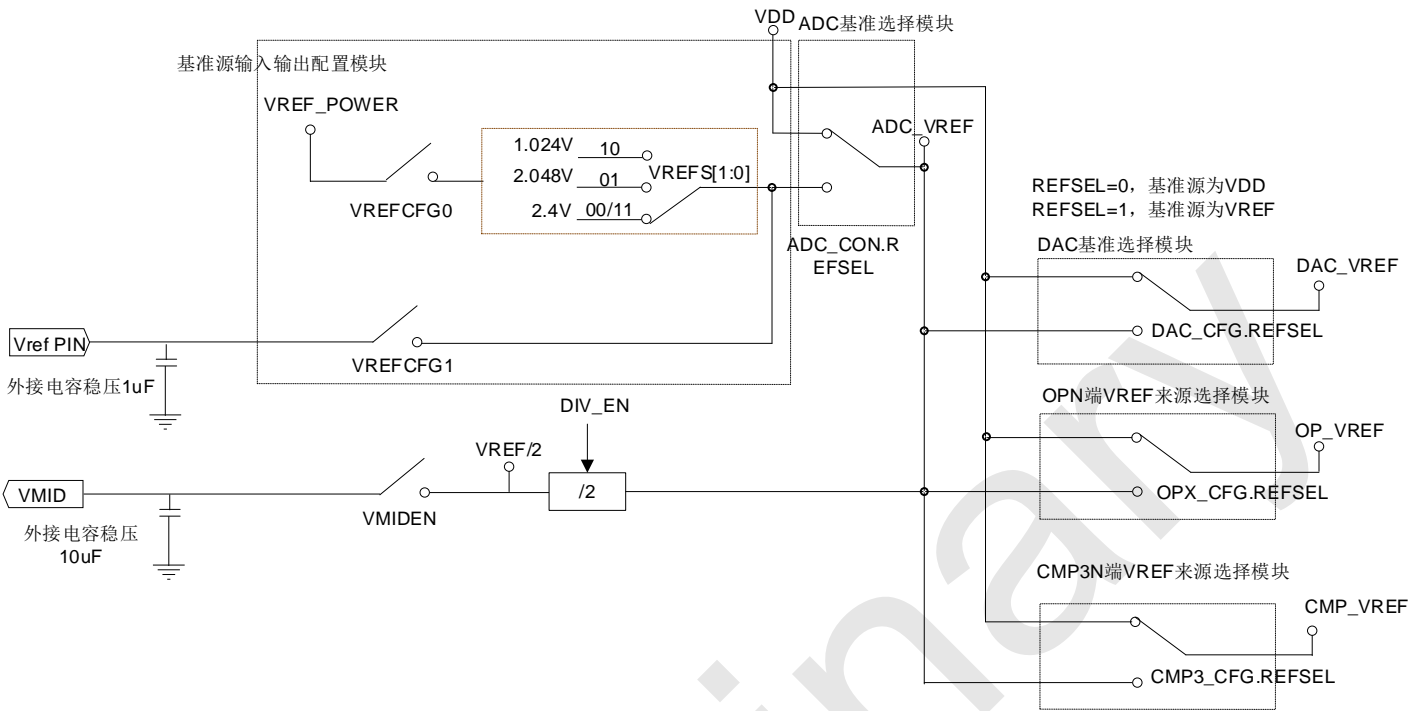 VDD
ADC基准选择模块
基准源输入输出配置模块
VREF_POWER
ADC_VREF
1.024V 10
2.048V 01
VREFS[1:0]
2.4V 00/11
VREFCFG0
REFSEL=0，基准源为VDD
REFSEL=1，基准源为VREF
ADC_CON.R
EFSEL
DAC基准选择模块
DAC_VREF
DAC_CFG.REFSEL
Vref PIN
VREFCFG1
外接电容稳压1uF
OPN端VREF来源选择模块
DIV_EN
OP_VREF
VREF/2
VMID
/2
OPX_CFG.REFSEL
VMIDEN
外接电容稳压
10uF
CMP3N端VREF来源选择模块
CMP_VREF
CMP3_CFG.REFSEL
inary